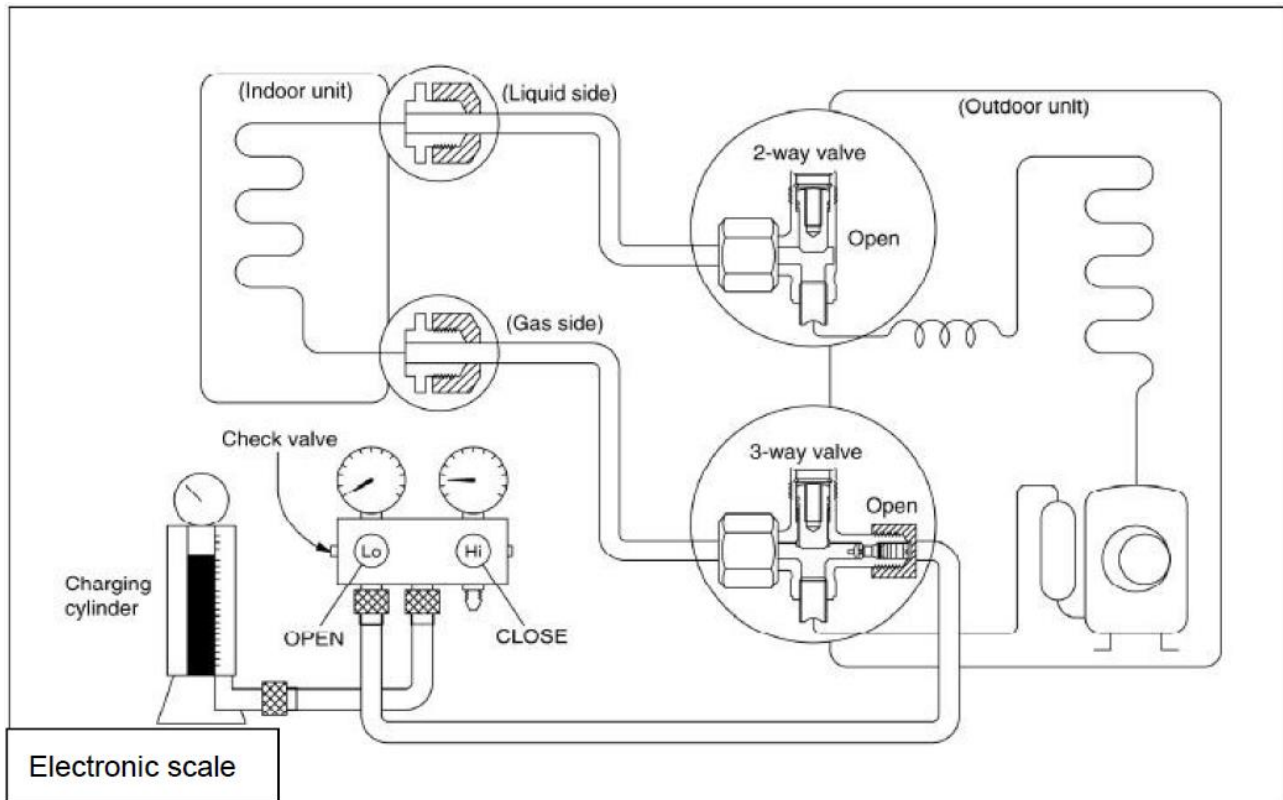 (Indoor unit)
(Liquid side)
(Outdoor unit)
2-way valve
Open
(Gas side)
Check valve
3-way valve
Open
Lo
Hi
Charging
cylinder
OPEN
CLOSE
Electronic scale